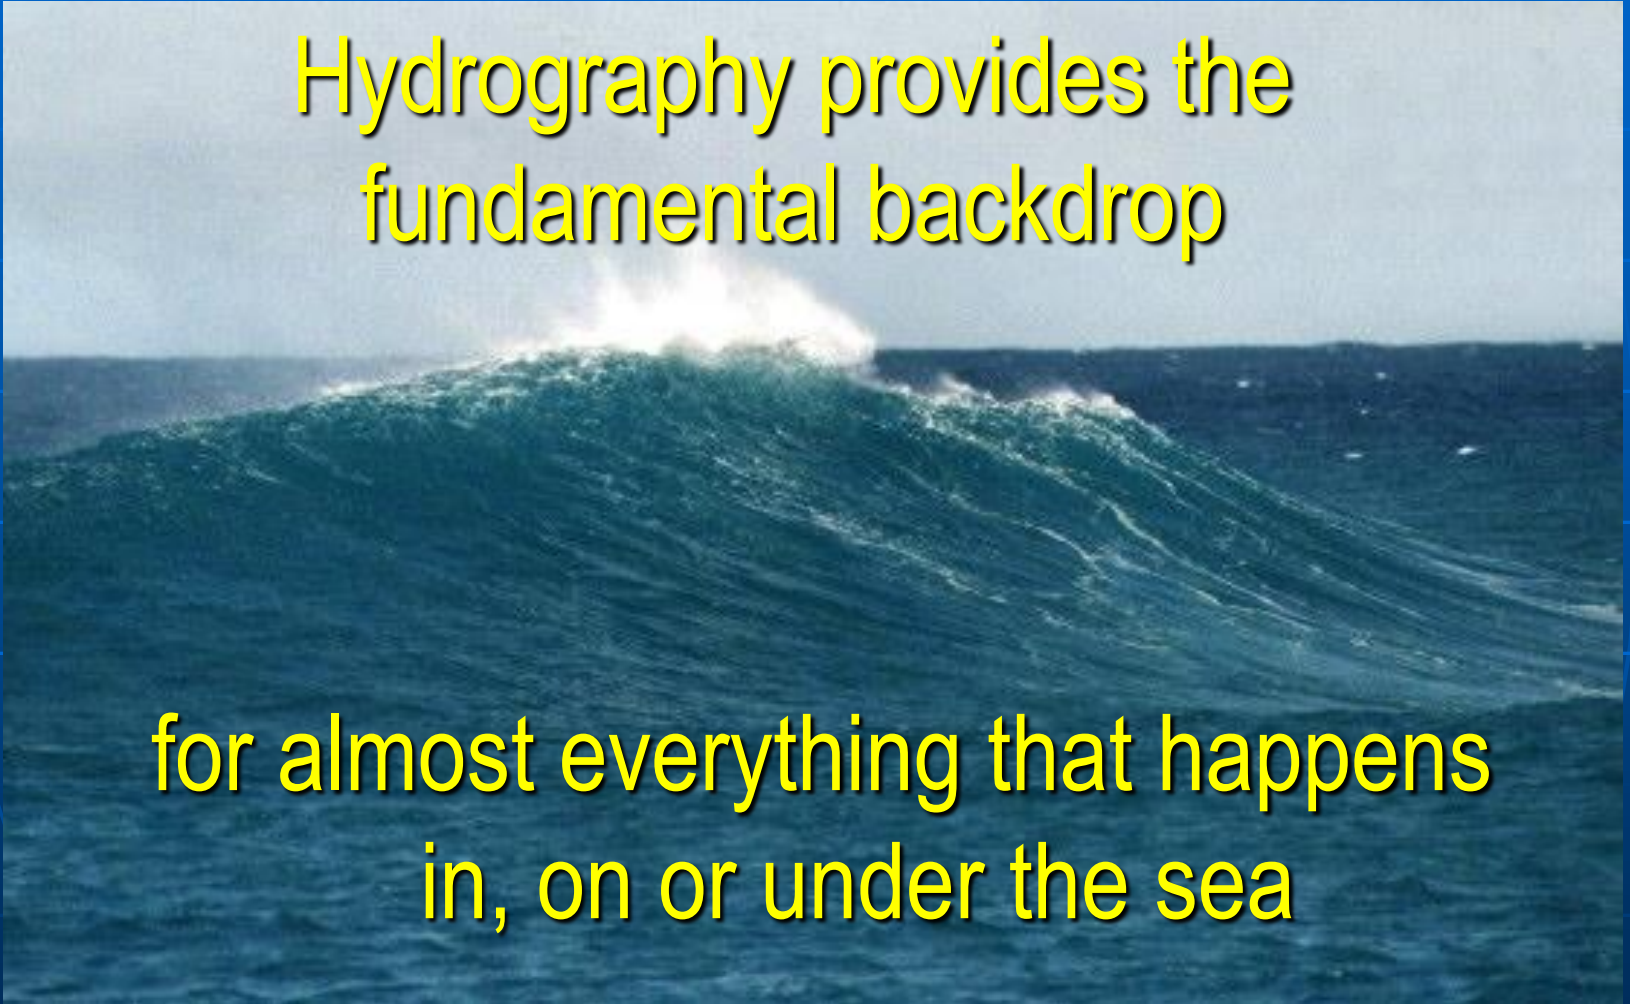 Hydrography provides the
fundamental backdrop
for almost everything that happens
in, on or under the sea